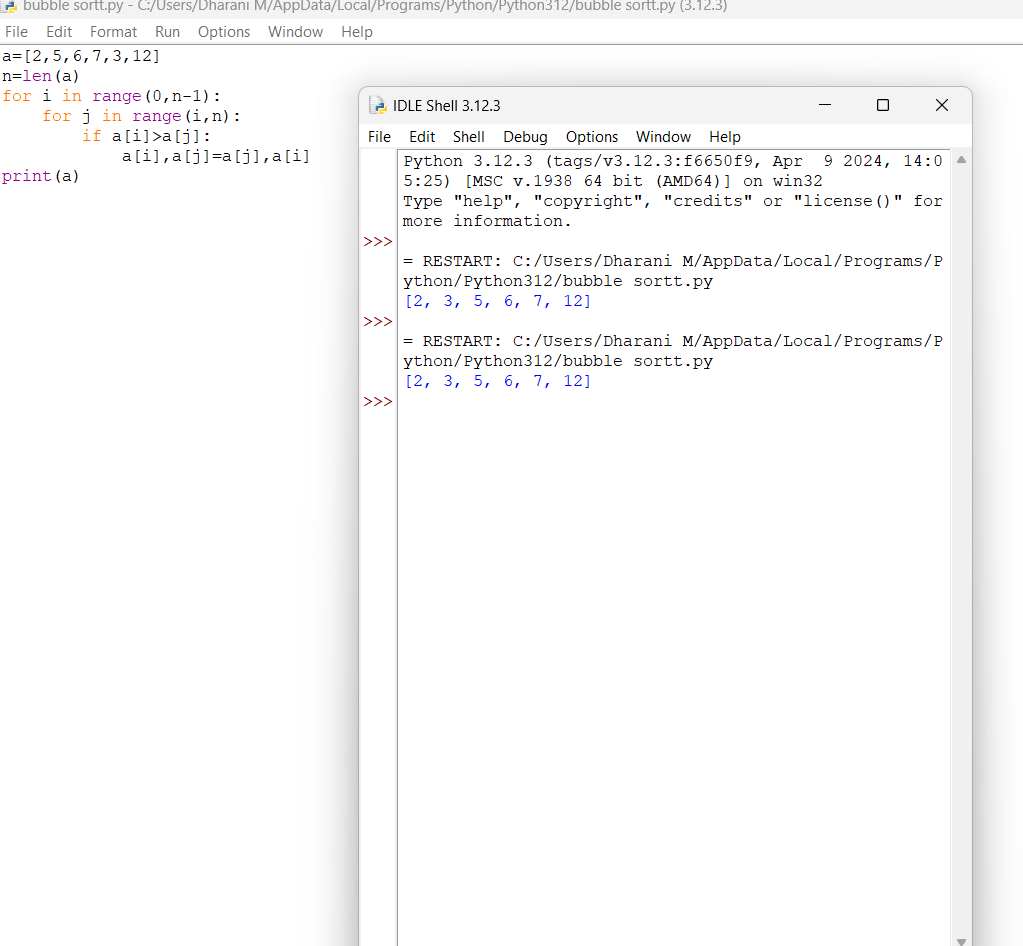 bubble sortt.py - C:/Users/Dharani M/AppData/Local/Programs/Python/Python312/bubble sortt.py (3.12.3)
File Edit Format Run Options Window Help
a=[2,5,6,7,3,12]
n=len(a)
for i in range(0,n-1):
    for j in range(i,n):
        if a[i]>a[j]:
            a[i],a[j]=a[j],a[i]
print(a)
IDLE Shell 3.12.3
File Edit Shell Debug Options Window Help
Python 3.12.3 (tags/v3.12.3:f6650f9, Apr  9 2024, 14:0
5:25) [MSC v.1938 64 bit (AMD64)] on win32
Type "help", "copyright", "credits" or "license()" for
more information.
>>>
= RESTART: C:/Users/Dharani M/AppData/Local/Programs/P
ython/Python312/bubble sortt.py
[2, 3, 5, 6, 7, 12]
>>>
= RESTART: C:/Users/Dharani M/AppData/Local/Programs/P
ython/Python312/bubble sortt.py
[2, 3, 5, 6, 7, 12]
>>>